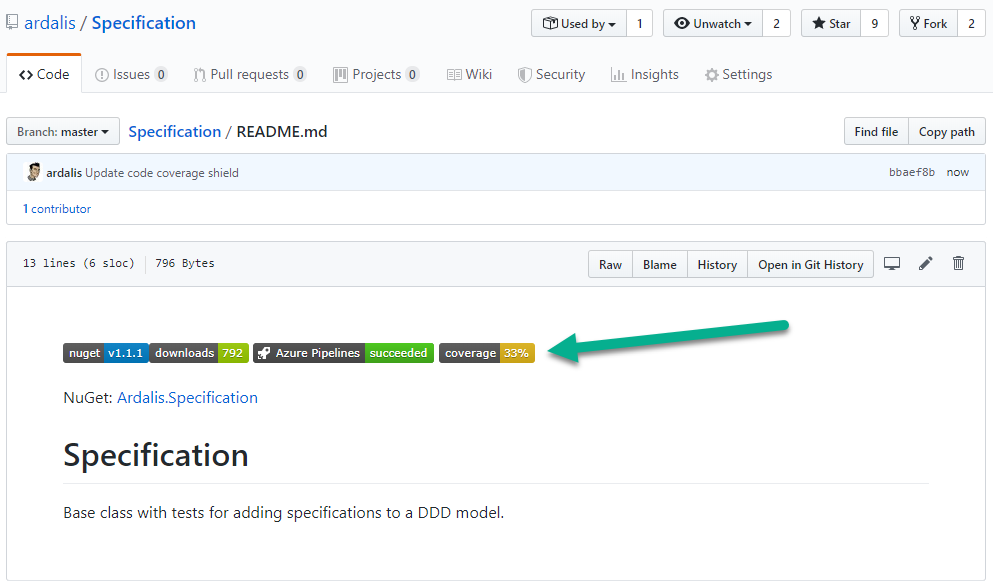 ardalis / Specification Used by 1 Unwatch 2 Star 9 Fork 2
Code Issues 0 Pull requests 0 Projects 0 Wiki Security Insights Settings
Branch: master Specification / README.md Find file Copy path
ardalis Update code coverage shield bbaef8b now
1 contributor
13 lines (6 sloc) 796 Bytes Raw Blame History Open in Git History
nuget v1.1.1 downloads 792 Azure Pipelines succeeded coverage 33%
NuGet: Ardalis.Specification
Specification
Base class with tests for adding specifications to a DDD model.